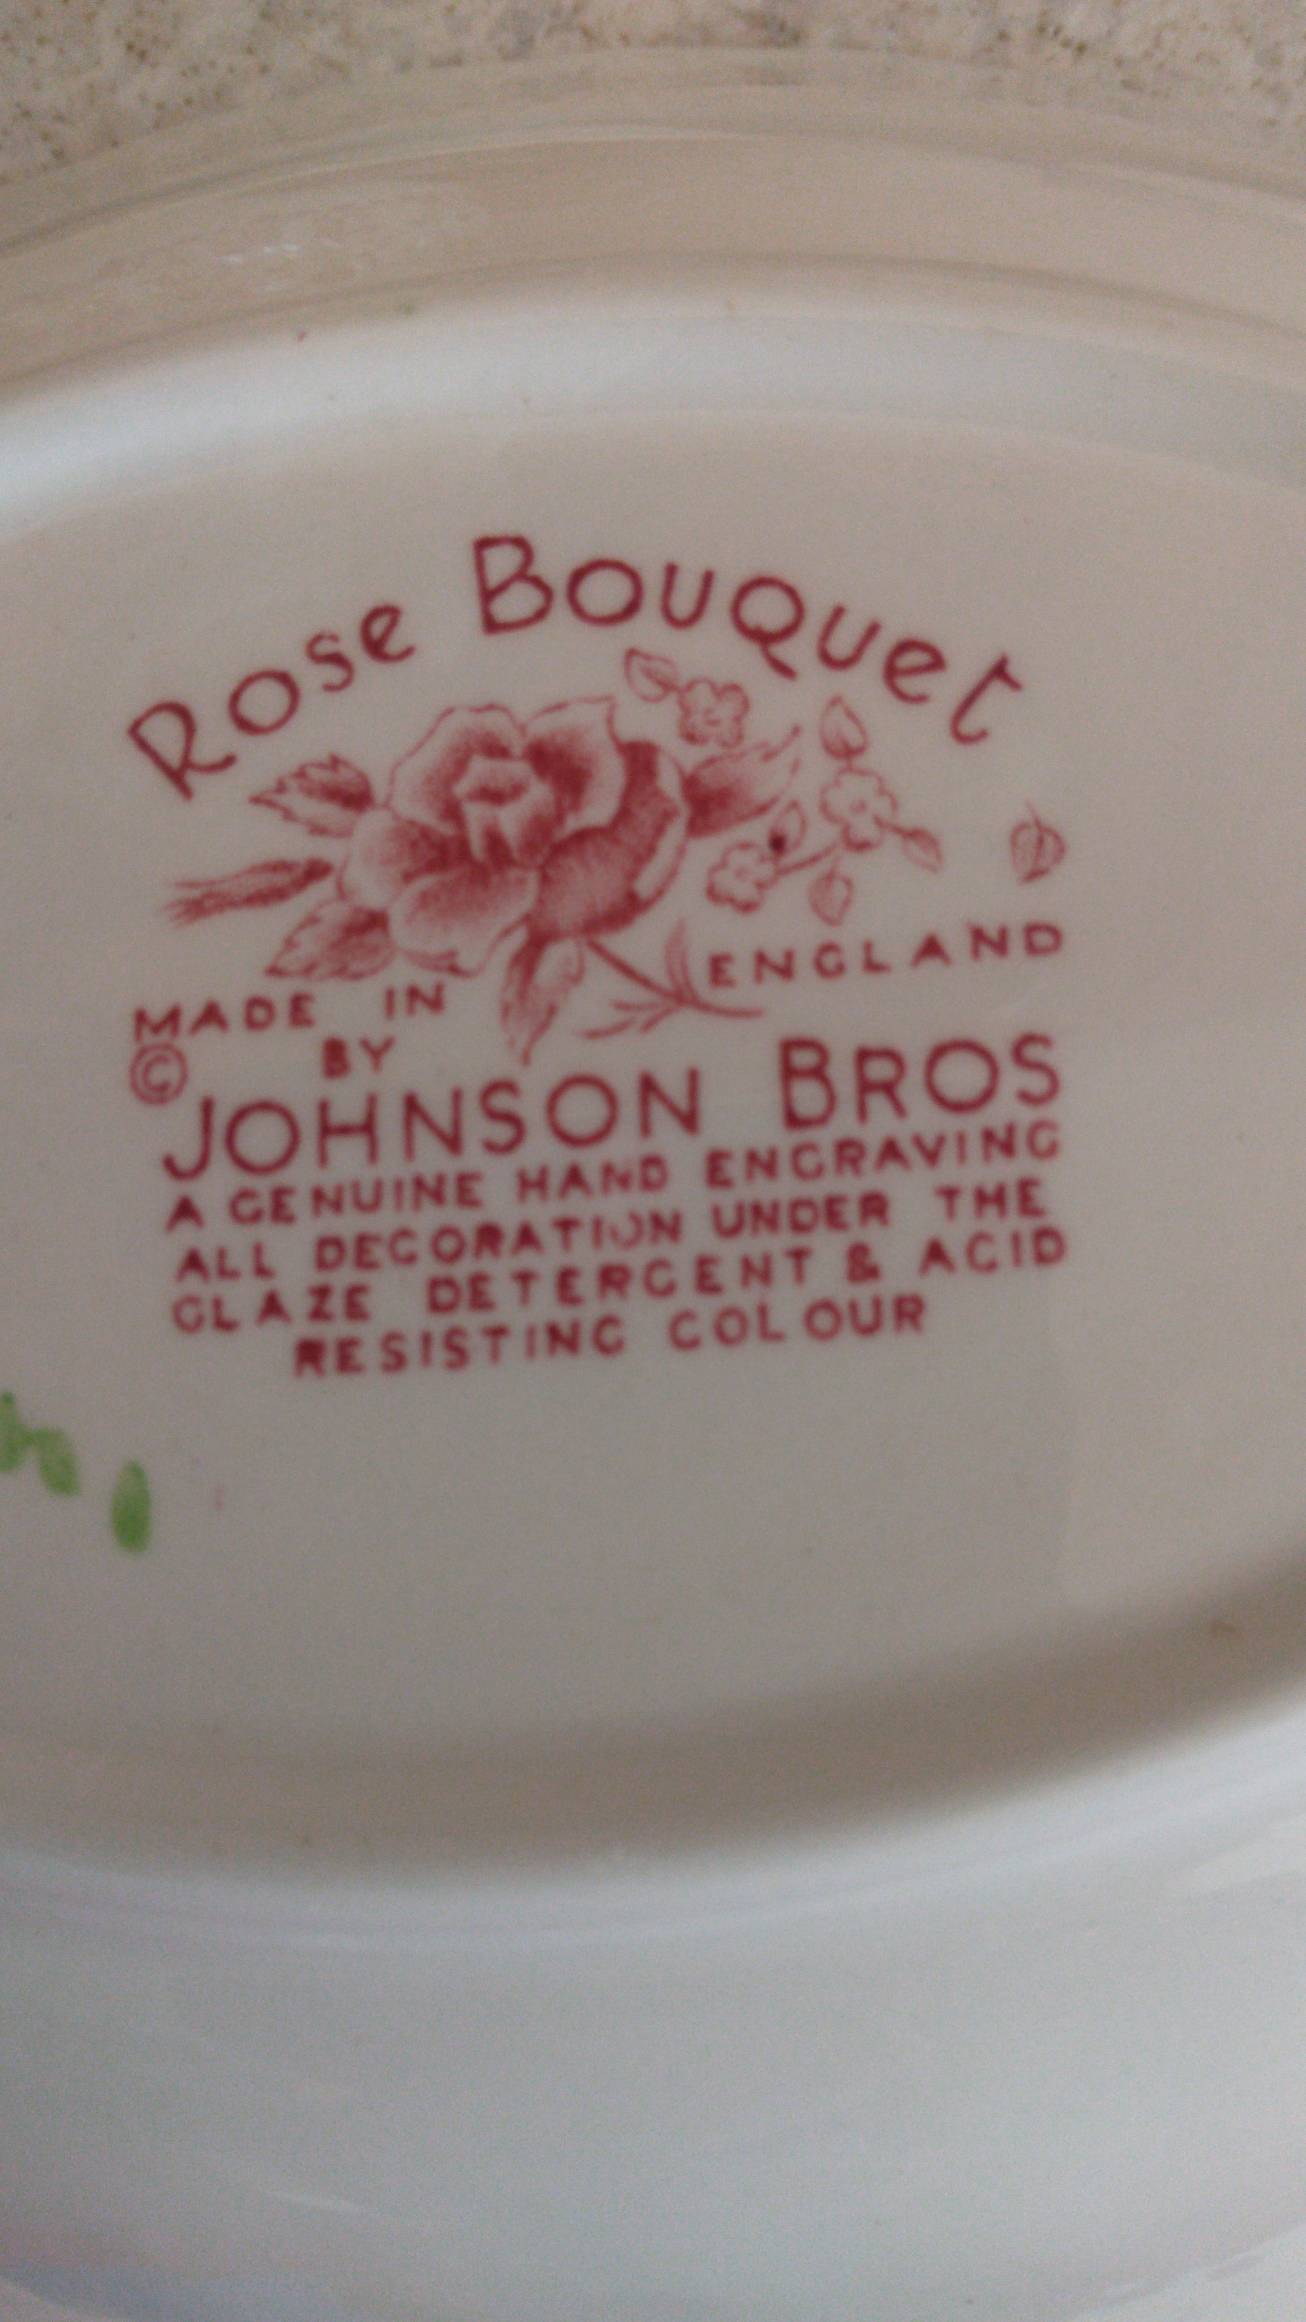 Rose Bouquet
MADE IN ENGLAND
© BY
JOHNSON BROS
A GENUINE HAND ENGRAVING
ALL DECORATION UNDER THE
GLAZE DETERGENT & ACID
RESISTING COLOUR